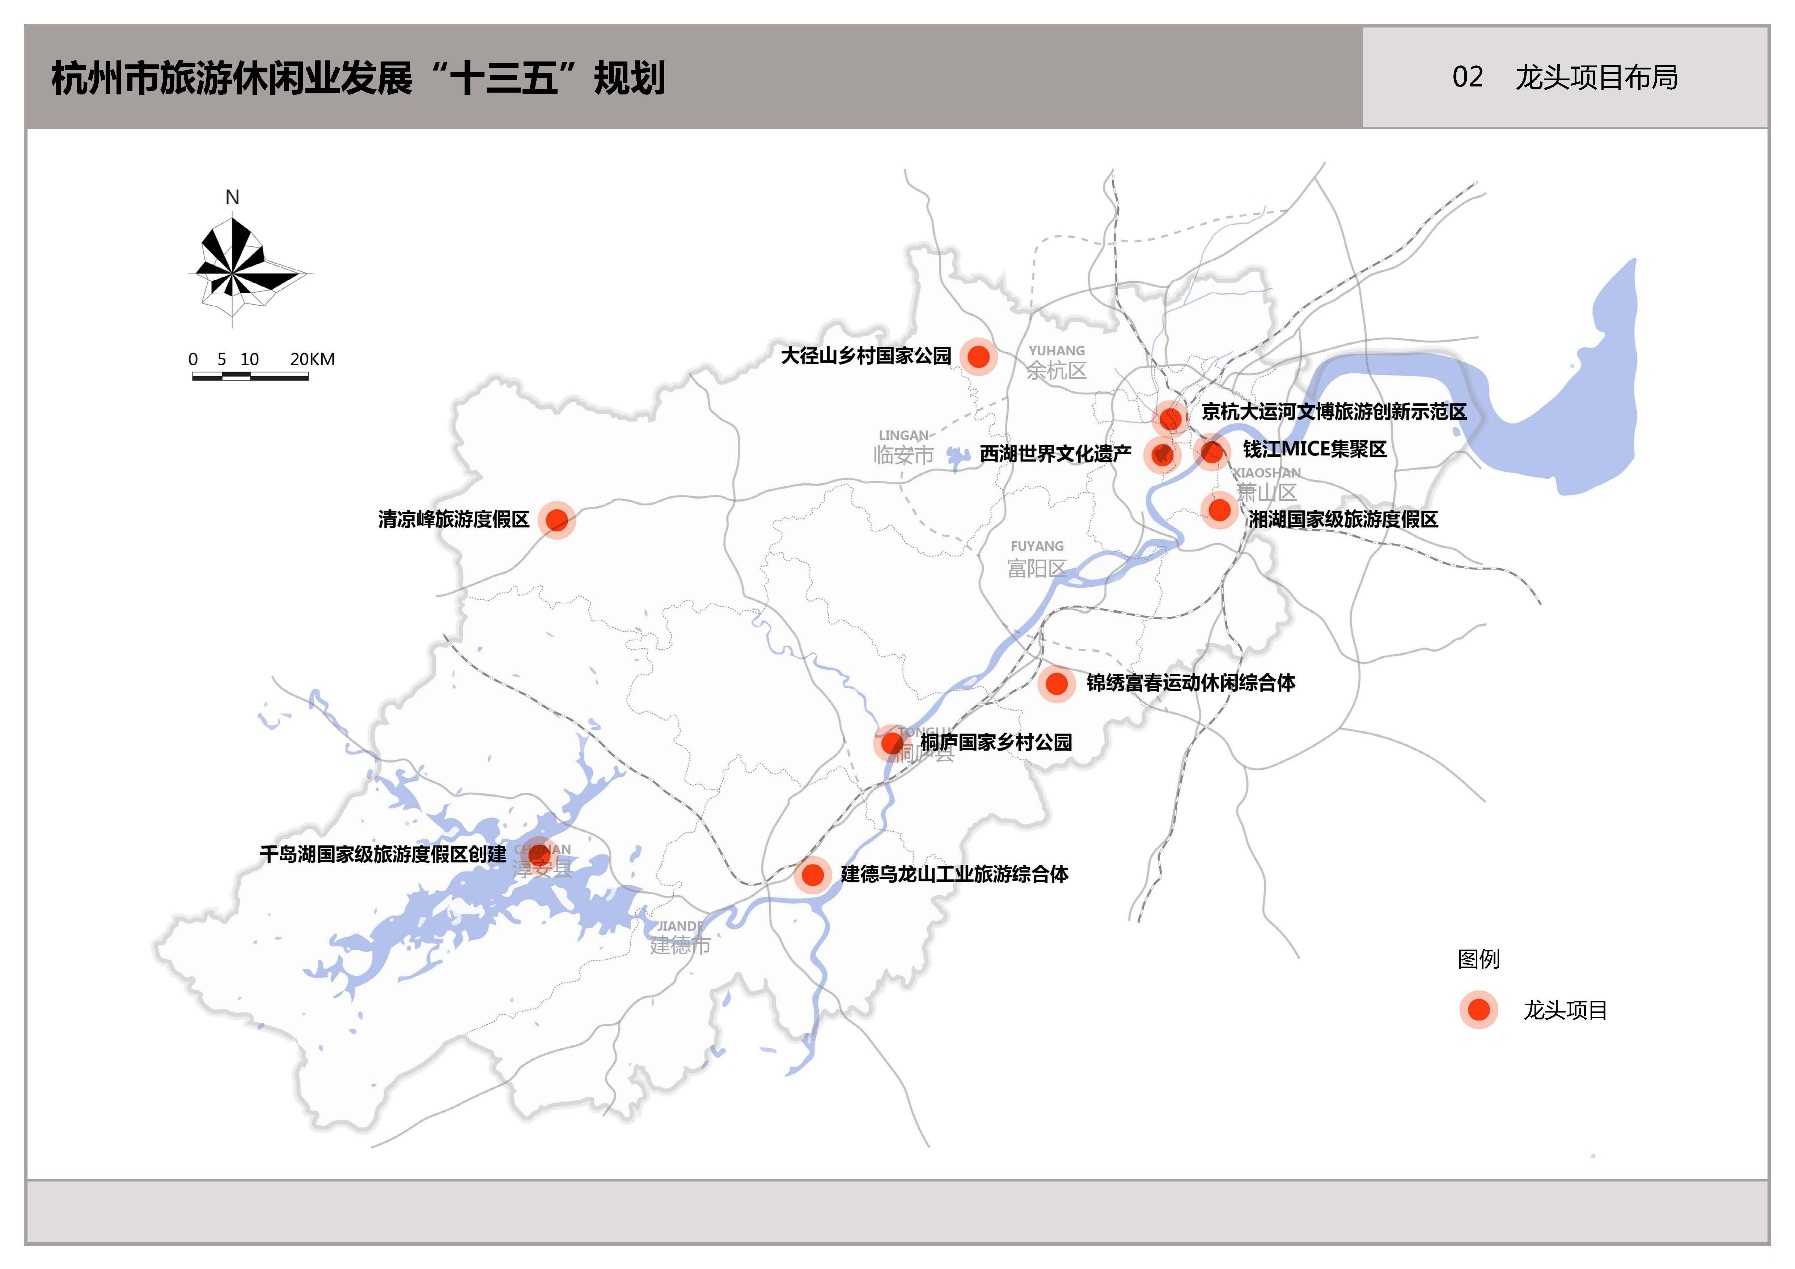 杭州市旅游休闲业发展“十三五”规划
02 龙头项目布局
N
0 5 10 20KM
大径山乡村国家公园
YUHANG
余杭区
京杭大运河文博旅游创新示范区
LINGAN
临安市
西湖世界文化遗产
钱江MICE集聚区
XIAOSHAN
萧山区
清凉峰旅游度假区
湘湖国家级旅游度假区
FUYANG
富阳区
锦绣富春运动休闲综合体
桐庐国家乡村公园
桐庐县
千岛湖国家级旅游度假区创建
淳安县
建德乌龙山工业旅游综合体
JIANDE
建德市
图例
龙头项目